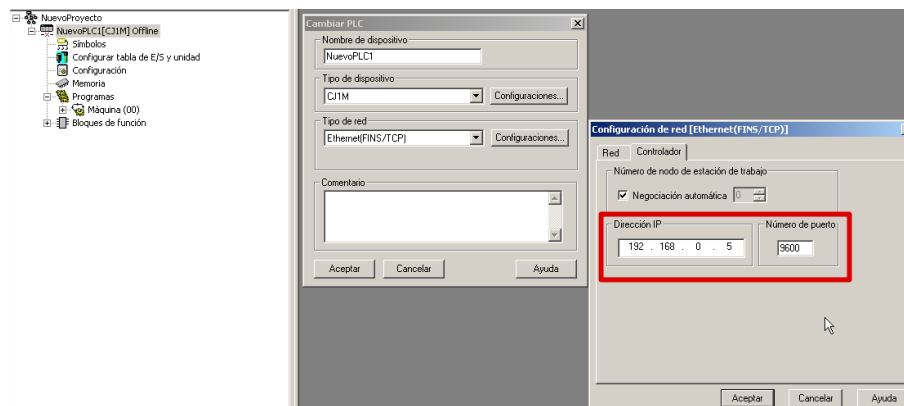 NuevoProyecto
NuevoPLC1[CJ1M] Offline
Símbolos
Configurar tabla de E/S y unidad
Configuración
Memoria
Programas
Máquina (00)
Bloques de función
Cambiar PLC
Nombre de dispositivo
NuevoPLC1
Tipo de dispositivo
CJ1M
Configuraciones...
Tipo de red
Ethernet(FINS/TCP)
Configuraciones...
Comentario
Aceptar Cancelar Ayuda
Configuración de red [Ethernet(FINS/TCP)]
Red Controlador
Número de nodo de estación de trabajo
Negociación automática 0
Dirección IP Número de puerto
192 . 168 . 0 . 5 9600
Aceptar Cancelar Ayuda